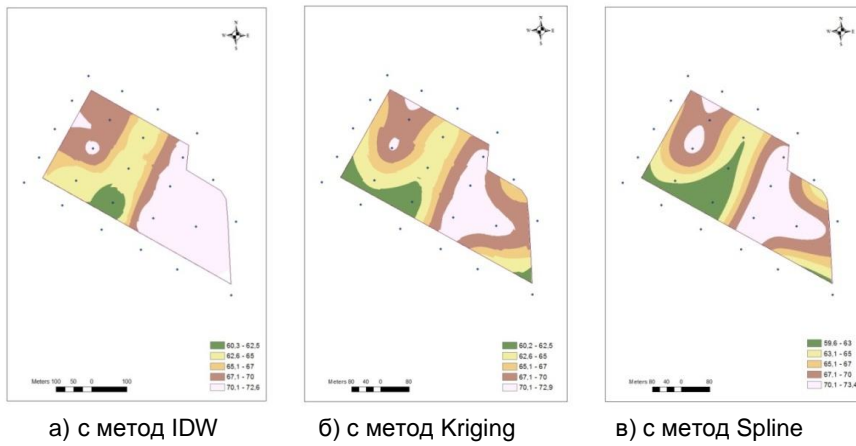 N
W E
S
60.3 - 62.5
62.6 - 65
65.1 - 67
67.1 - 70
70.1 - 72.6
Meters 100 50 0 100
а) с метод IDW
N
W E
S
60.2 - 62.5
62.6 - 65
65.1 - 67
67.1 - 70
70.1 - 72.9
Meters 80 40 0 80
б) с метод Kriging
N
W E
S
59.6 - 63
63,1 - 65
65.1 - 67
67.1 - 70
70.1 - 73.4
Meters 80 40 0 80
в) с метод Spline